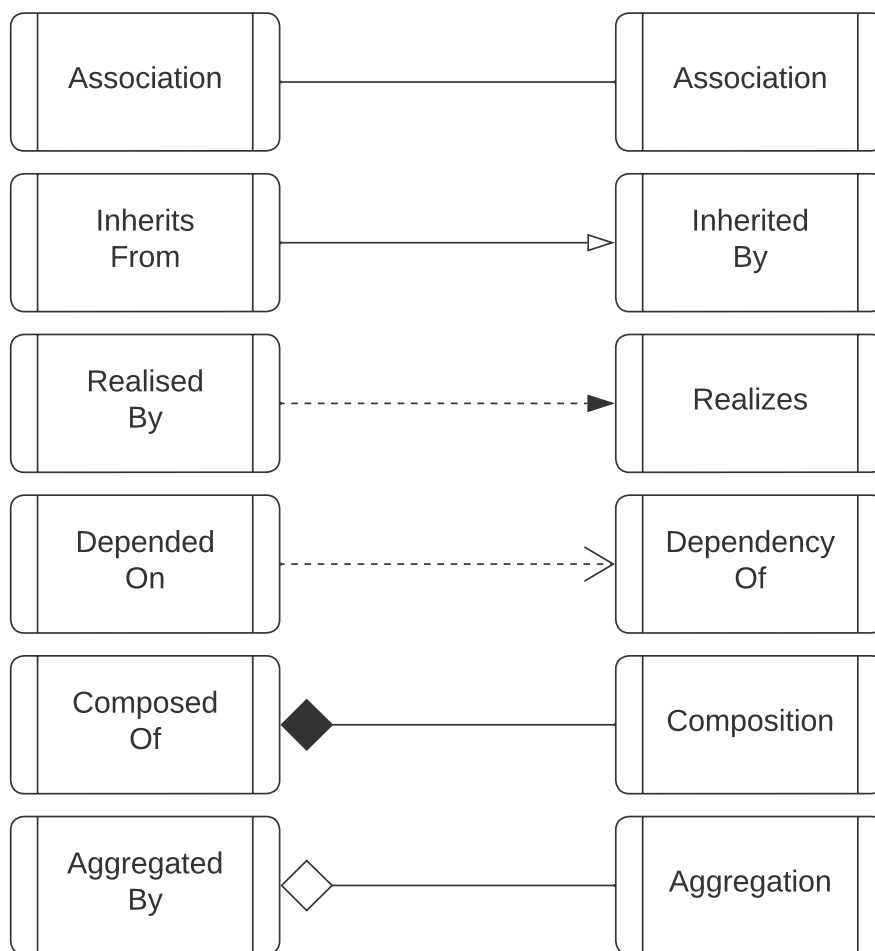 Association
Association
Inherits
From
Inherited
By
Realised
By
Realizes
Depended
On
Dependency
Of
Composed
Of
Composition
Aggregated
By
Aggregation